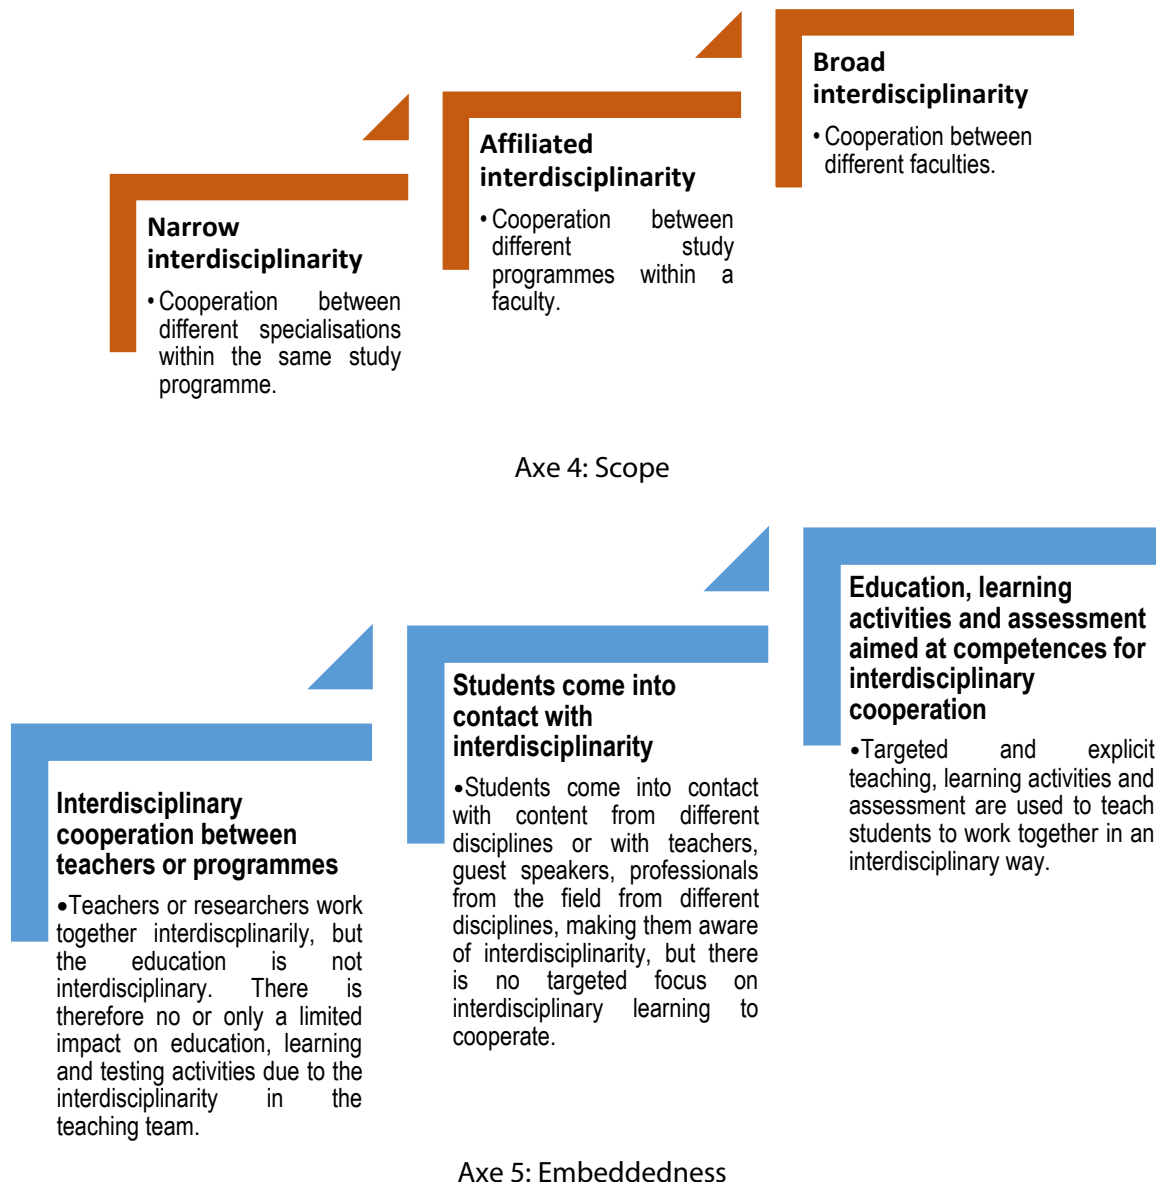 Narrow
interdisciplinarity
• Cooperation between
different specialisations
within the same study
programme.
Affiliated
interdisciplinarity
• Cooperation between
different study
programmes within a
faculty.
Broad
interdisciplinarity
• Cooperation between
different faculties.
Axe 4: Scope
Interdisciplinary
cooperation between
teachers or programmes
•Teachers or researchers work
together interdiscplinarily, but
the education is not
interdisciplinary. There is
therefore no or only a limited
impact on education, learning
and testing activities due to the
interdisciplinarity in the
teaching team.
Students come into
contact with
interdisciplinarity
•Students come into contact
with content from different
disciplines or with teachers,
guest speakers, professionals
from the field from different
disciplines, making them aware
of interdisciplinarity, but there
is no targeted focus on
interdisciplinary learning to
cooperate.
Education, learning
activities and assessment
aimed at competences for
interdisciplinary
cooperation
•Targeted and explicit
teaching, learning activities and
assessment are used to teach
students to work together in an
interdisciplinary way.
Axe 5: Embeddedness